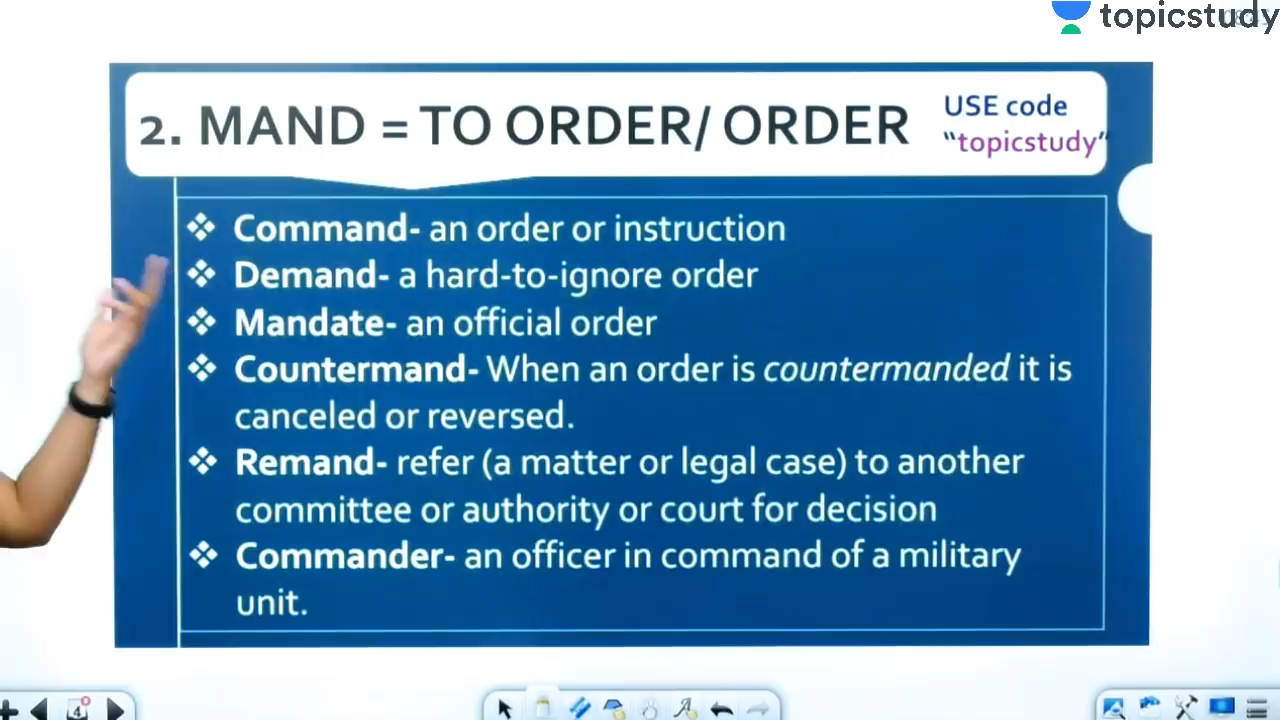 topicstudy
2. MAND = TO ORDER/ ORDER
USE code
“topicstudy”
❖ Command- an order or instruction
❖ Demand- a hard-to-ignore order
❖ Mandate- an official order
❖ Countermand- When an order is countermanded it is
canceled or reversed.
❖ Remand- refer (a matter or legal case) to another
committee or authority or court for decision
❖ Commander- an officer in command of a military
unit.
4